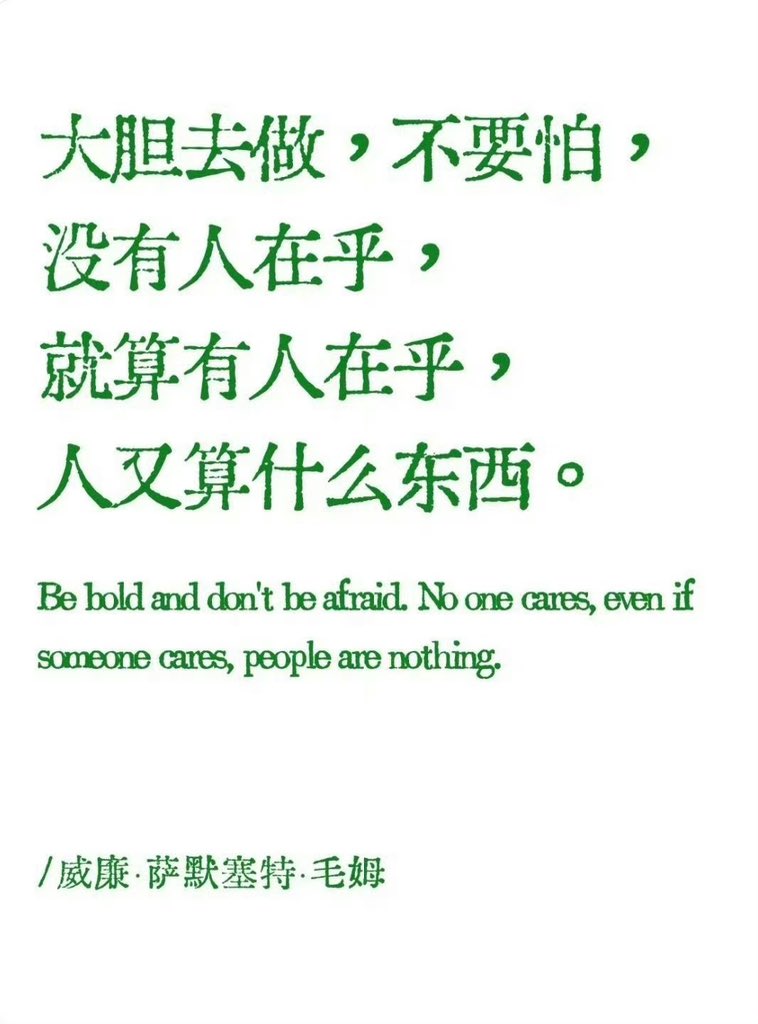 大胆去做，不要怕，
没有人在乎，
就算有人在乎，
人又算什么东西。
Be bold and don't be afraid. No one cares, even if
someone cares, people are nothing.
/威廉·萨默塞特·毛姆